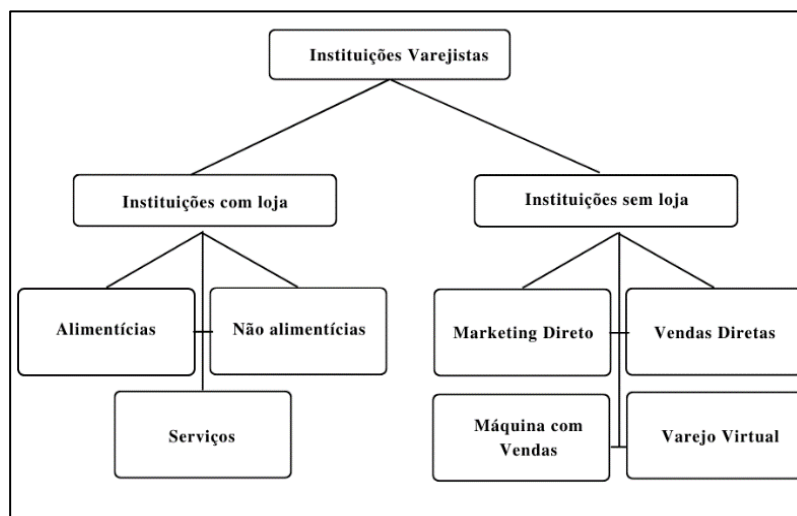 Instituições Varejistas
Instituições com loja
Instituições sem loja
Alimentícias
Não alimentícias
Marketing Direto
Vendas Diretas
Serviços
Máquina com
Vendas
Varejo Virtual